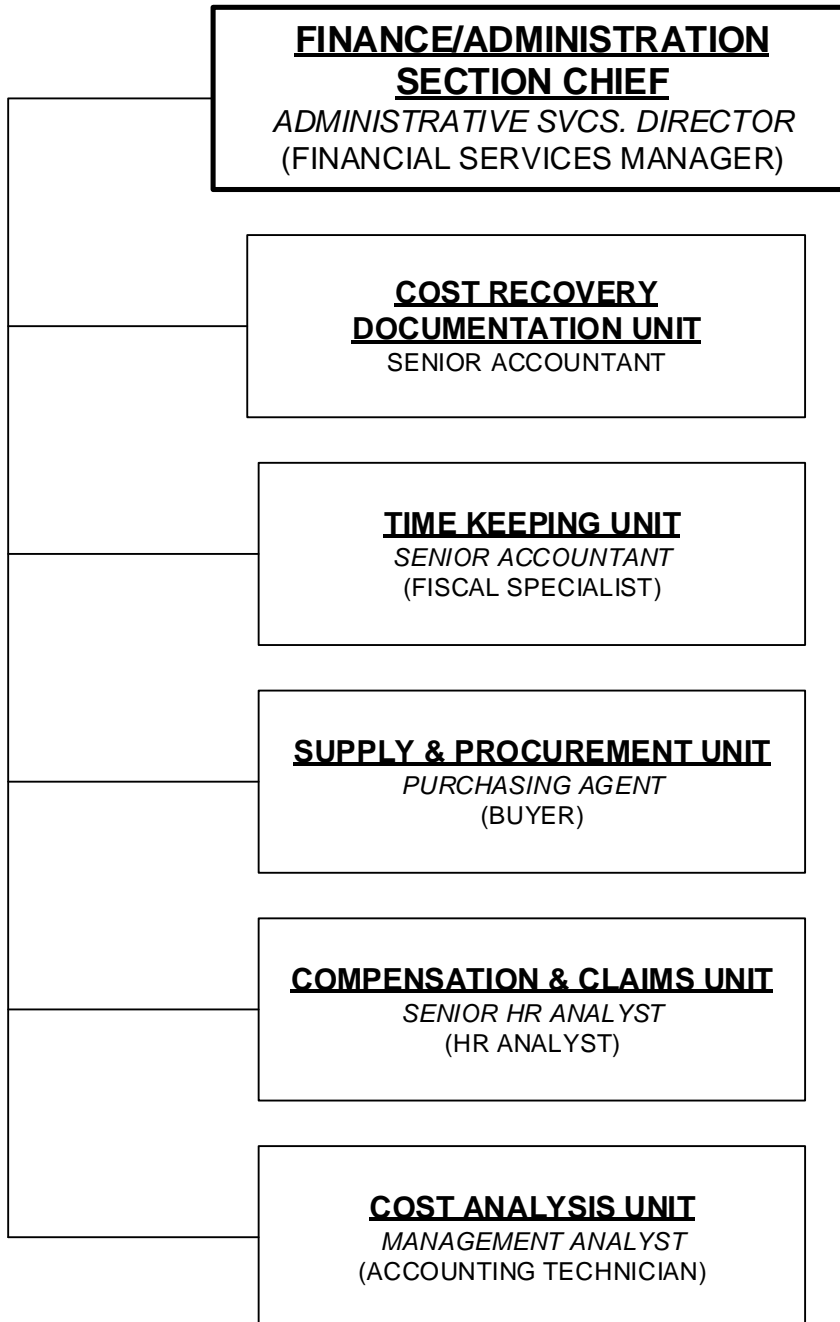 FINANCE/ADMINISTRATION
SECTION CHIEF
ADMINISTRATIVE SVCS. DIRECTOR
(FINANCIAL SERVICES MANAGER)
COST RECOVERY
DOCUMENTATION UNIT
SENIOR ACCOUNTANT
TIME KEEPING UNIT
SENIOR ACCOUNTANT
(FISCAL SPECIALIST)
SUPPLY & PROCUREMENT UNIT
PURCHASING AGENT
(BUYER)
COMPENSATION & CLAIMS UNIT
SENIOR HR ANALYST
(HR ANALYST)
COST ANALYSIS UNIT
MANAGEMENT ANALYST
(ACCOUNTING TECHNICIAN)